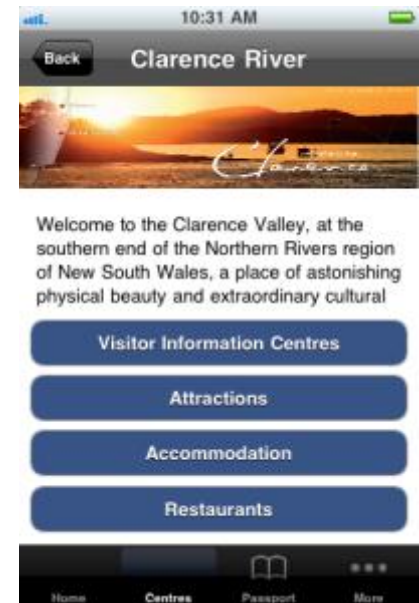 10:31 AM
Back
Clarence River
Clarence
Welcome to the Clarence Valley, at the
southern end of the Northern Rivers region
of New South Wales, a place of astonishing
physical beauty and extraordinary cultural
Visitor Information Centres
Attractions
Accommodation
Restaurants
Home Centres Passport More